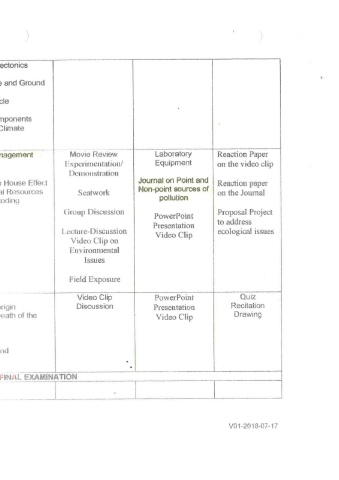 ectonics
e and Ground
cle
mponents
Climate
nagement
House Effect
al Resources
oding
Movie Review
Experimentation/
Demonstration
Seatwork
Group Discussion
Lecture-Discussion
Video Clip on
Environmental
Issues
Field Exposure
Laboratory
Equipment
Journal on Point and
Non-point sources of
pollution
PowerPoint
Presentation
Video Clip
Reaction Paper
on the video clip
Reaction paper
on the Journal
Proposal Project
to address
ecological issues
rigin
eath of the
nd
Video Clip
Discussion
PowerPoint
Presentation
Video Clip
Quiz
Recitation
Drawing
FINAL EXAMINATION
V01-2018-07-17